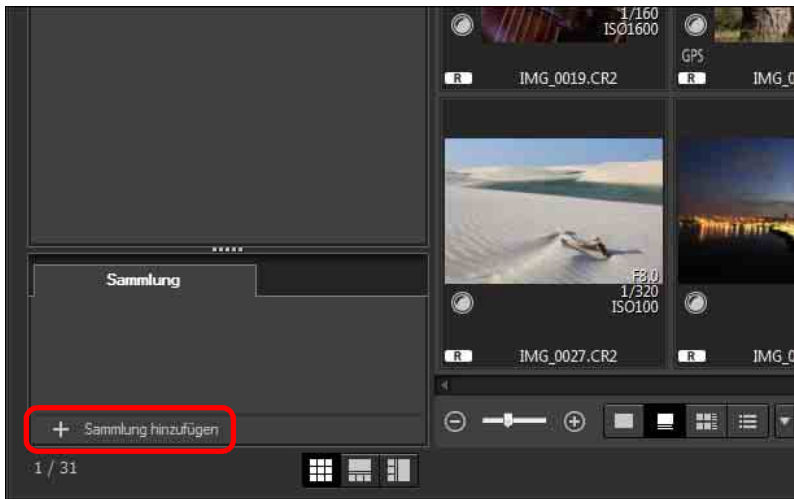 1/160
ISO1600
GPS
R
IMG_0019.CR2
R
Sammlung
F8,0
1/320
ISO100
R
IMG_0027.CR2
R
+ Sammlung hinzufügen
1 / 31